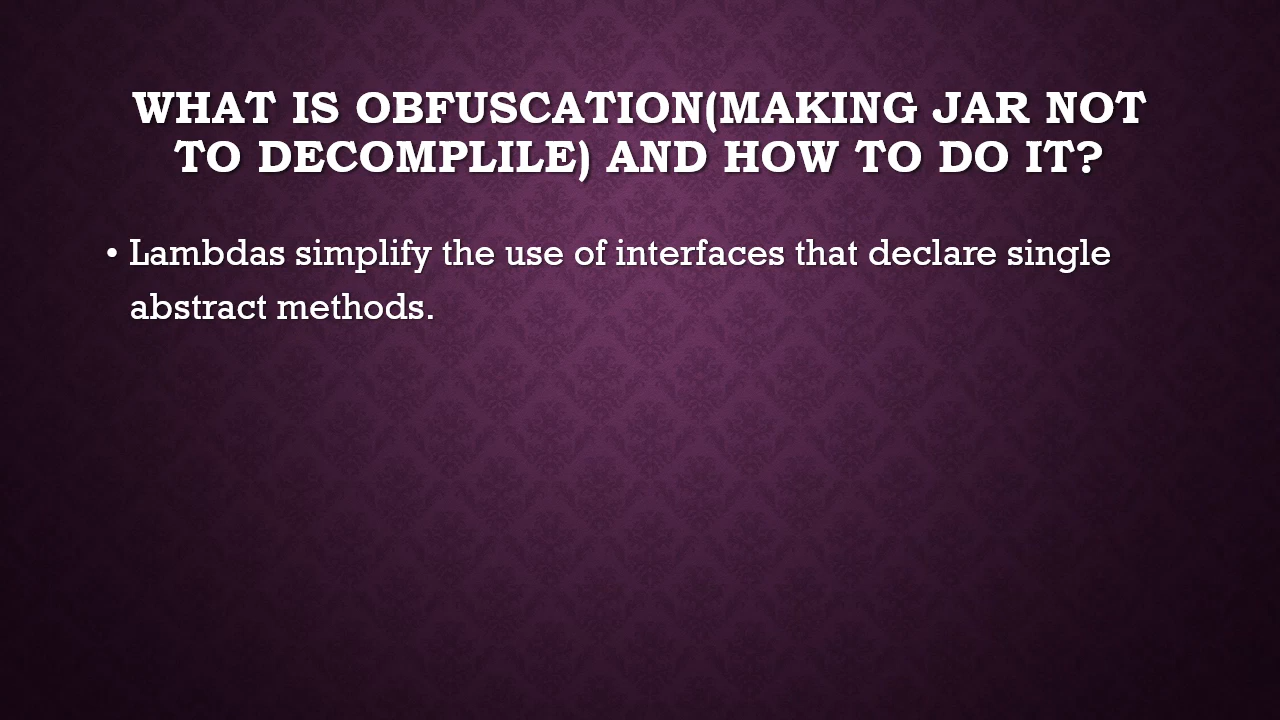 WHAT IS OBFUSCATION(MAKING JAR NOT
TO DECOMPLILE) AND HOW TO DO IT?
• Lambdas simplify the use of interfaces that declare single
abstract methods.